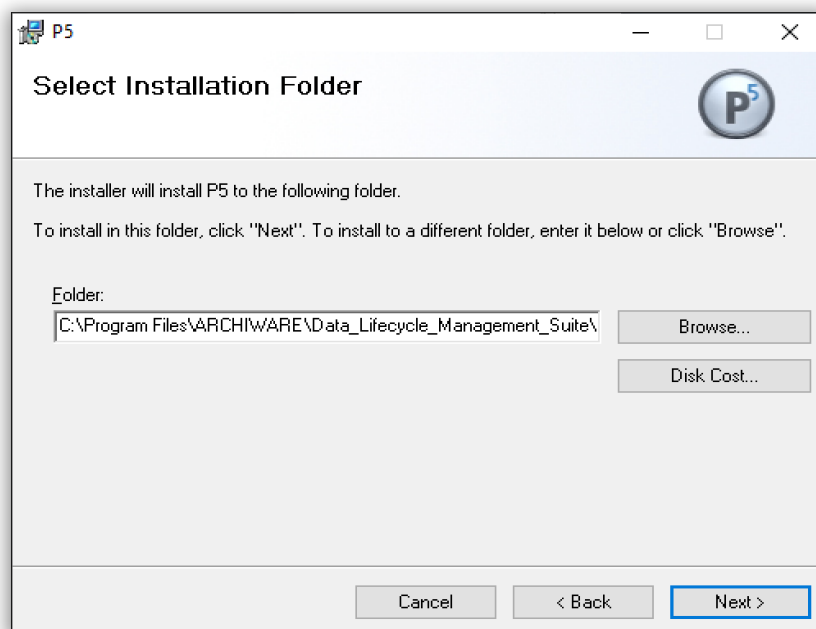 P5
Select Installation Folder
P5
The installer will install P5 to the following folder.
To install in this folder, click "Next". To install to a different folder, enter it below or click "Browse".
Folder:
C:\Program Files\ARCHIWARE\Data_Lifecycle_Management_Suite\
Browse...
Disk Cost...
Cancel
< Back
Next >